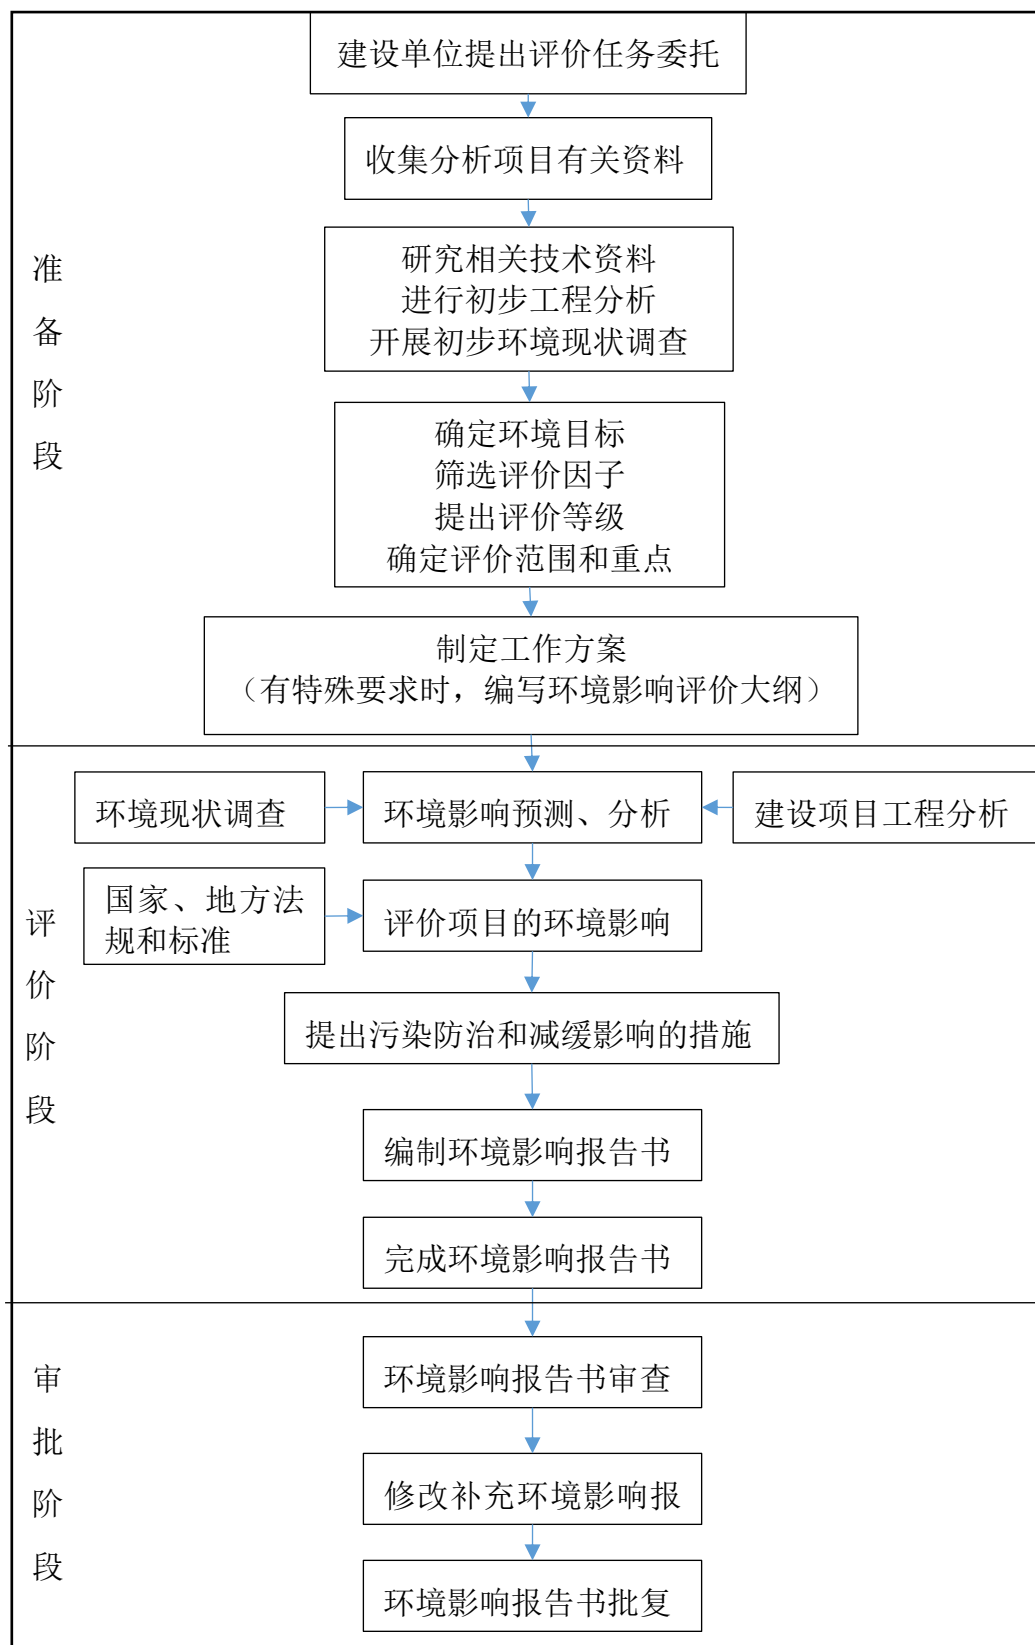 建设单位提出评价任务委托
收集分析项目有关资料
准备阶段
研究相关技术资料
进行初步工程分析
开展初步环境现状调查
确定环境目标
筛选评价因子
提出评价等级
确定评价范围和重点
制定工作方案
（有特殊要求时，编写环境影响评价大纲）
评价阶段
环境现状调查
环境影响预测、分析
建设项目工程分析
国家、地方法
规和标准
评价项目的环境影响
提出污染防治和减缓影响的措施
编制环境影响报告书
完成环境影响报告书
审批阶段
环境影响报告书审查
修改补充环境影响报
环境影响报告书批复